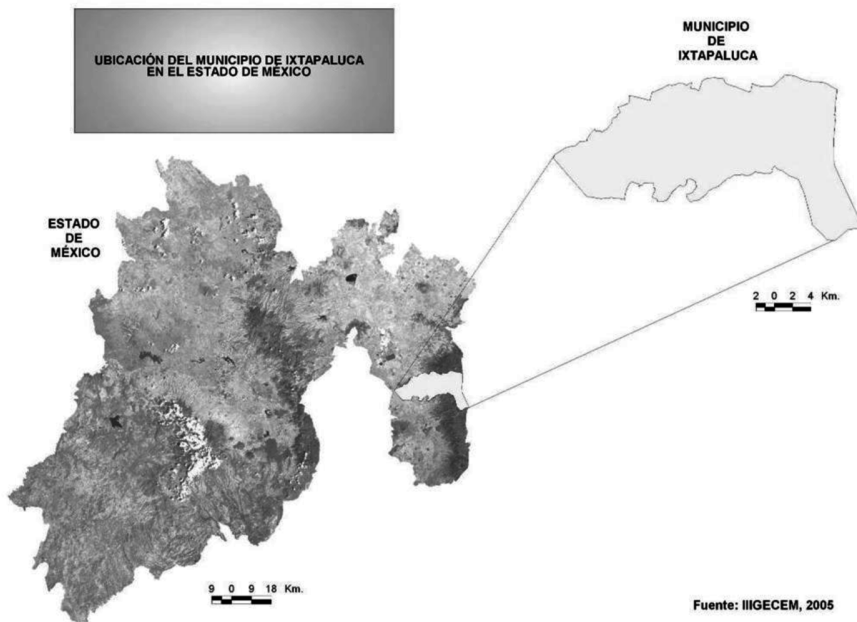 UBICACIÓN DEL MUNICIPIO DE IXTAPALUCA
EN EL ESTADO DE MÉXICO
MUNICIPIO
DE
IXTAPALUCA
ESTADO
DE
MÉXICO
2 0 2 4 Km.
9 0 9 18 Km.
Fuente: IIIGECEM, 2005